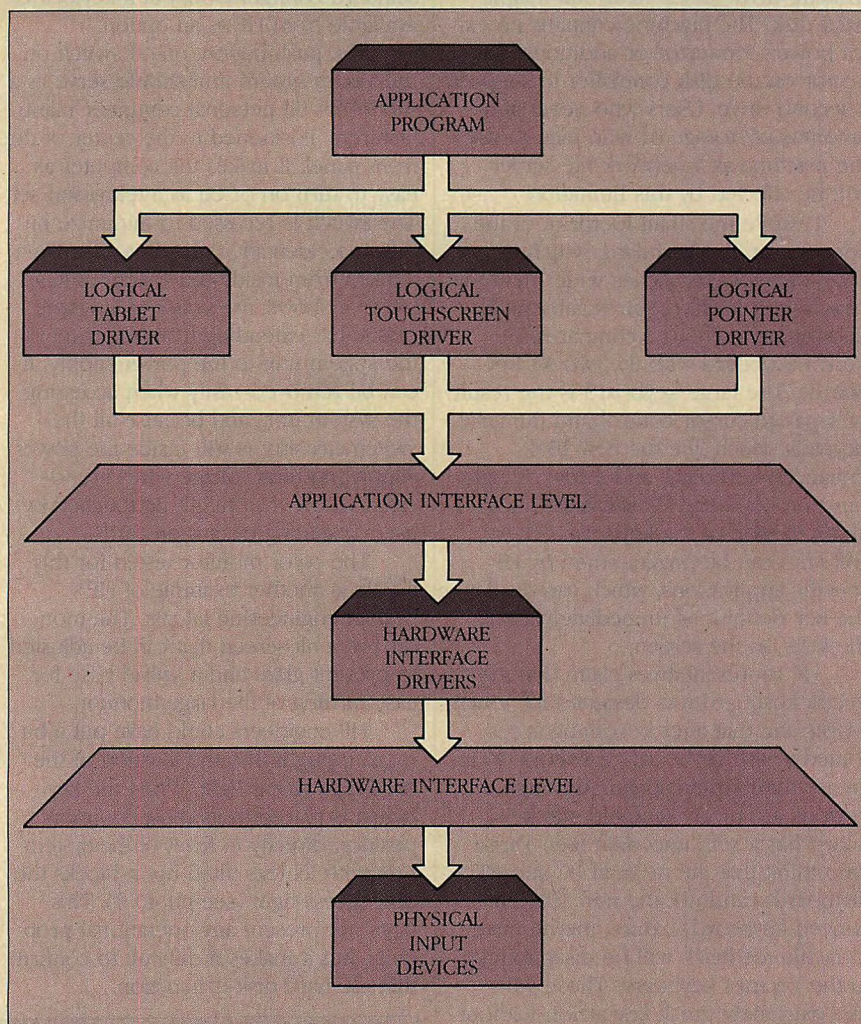 APPLICATION
PROGRAM
LOGICAL
TABLET
DRIVER
LOGICAL
TOUCHSCREEN
DRIVER
LOGICAL
POINTER
DRIVER
APPLICATION INTERFACE LEVEL
HARDWARE
INTERFACE
DRIVERS
HARDWARE INTERFACE LEVEL
PHYSICAL
INPUT
DEVICES